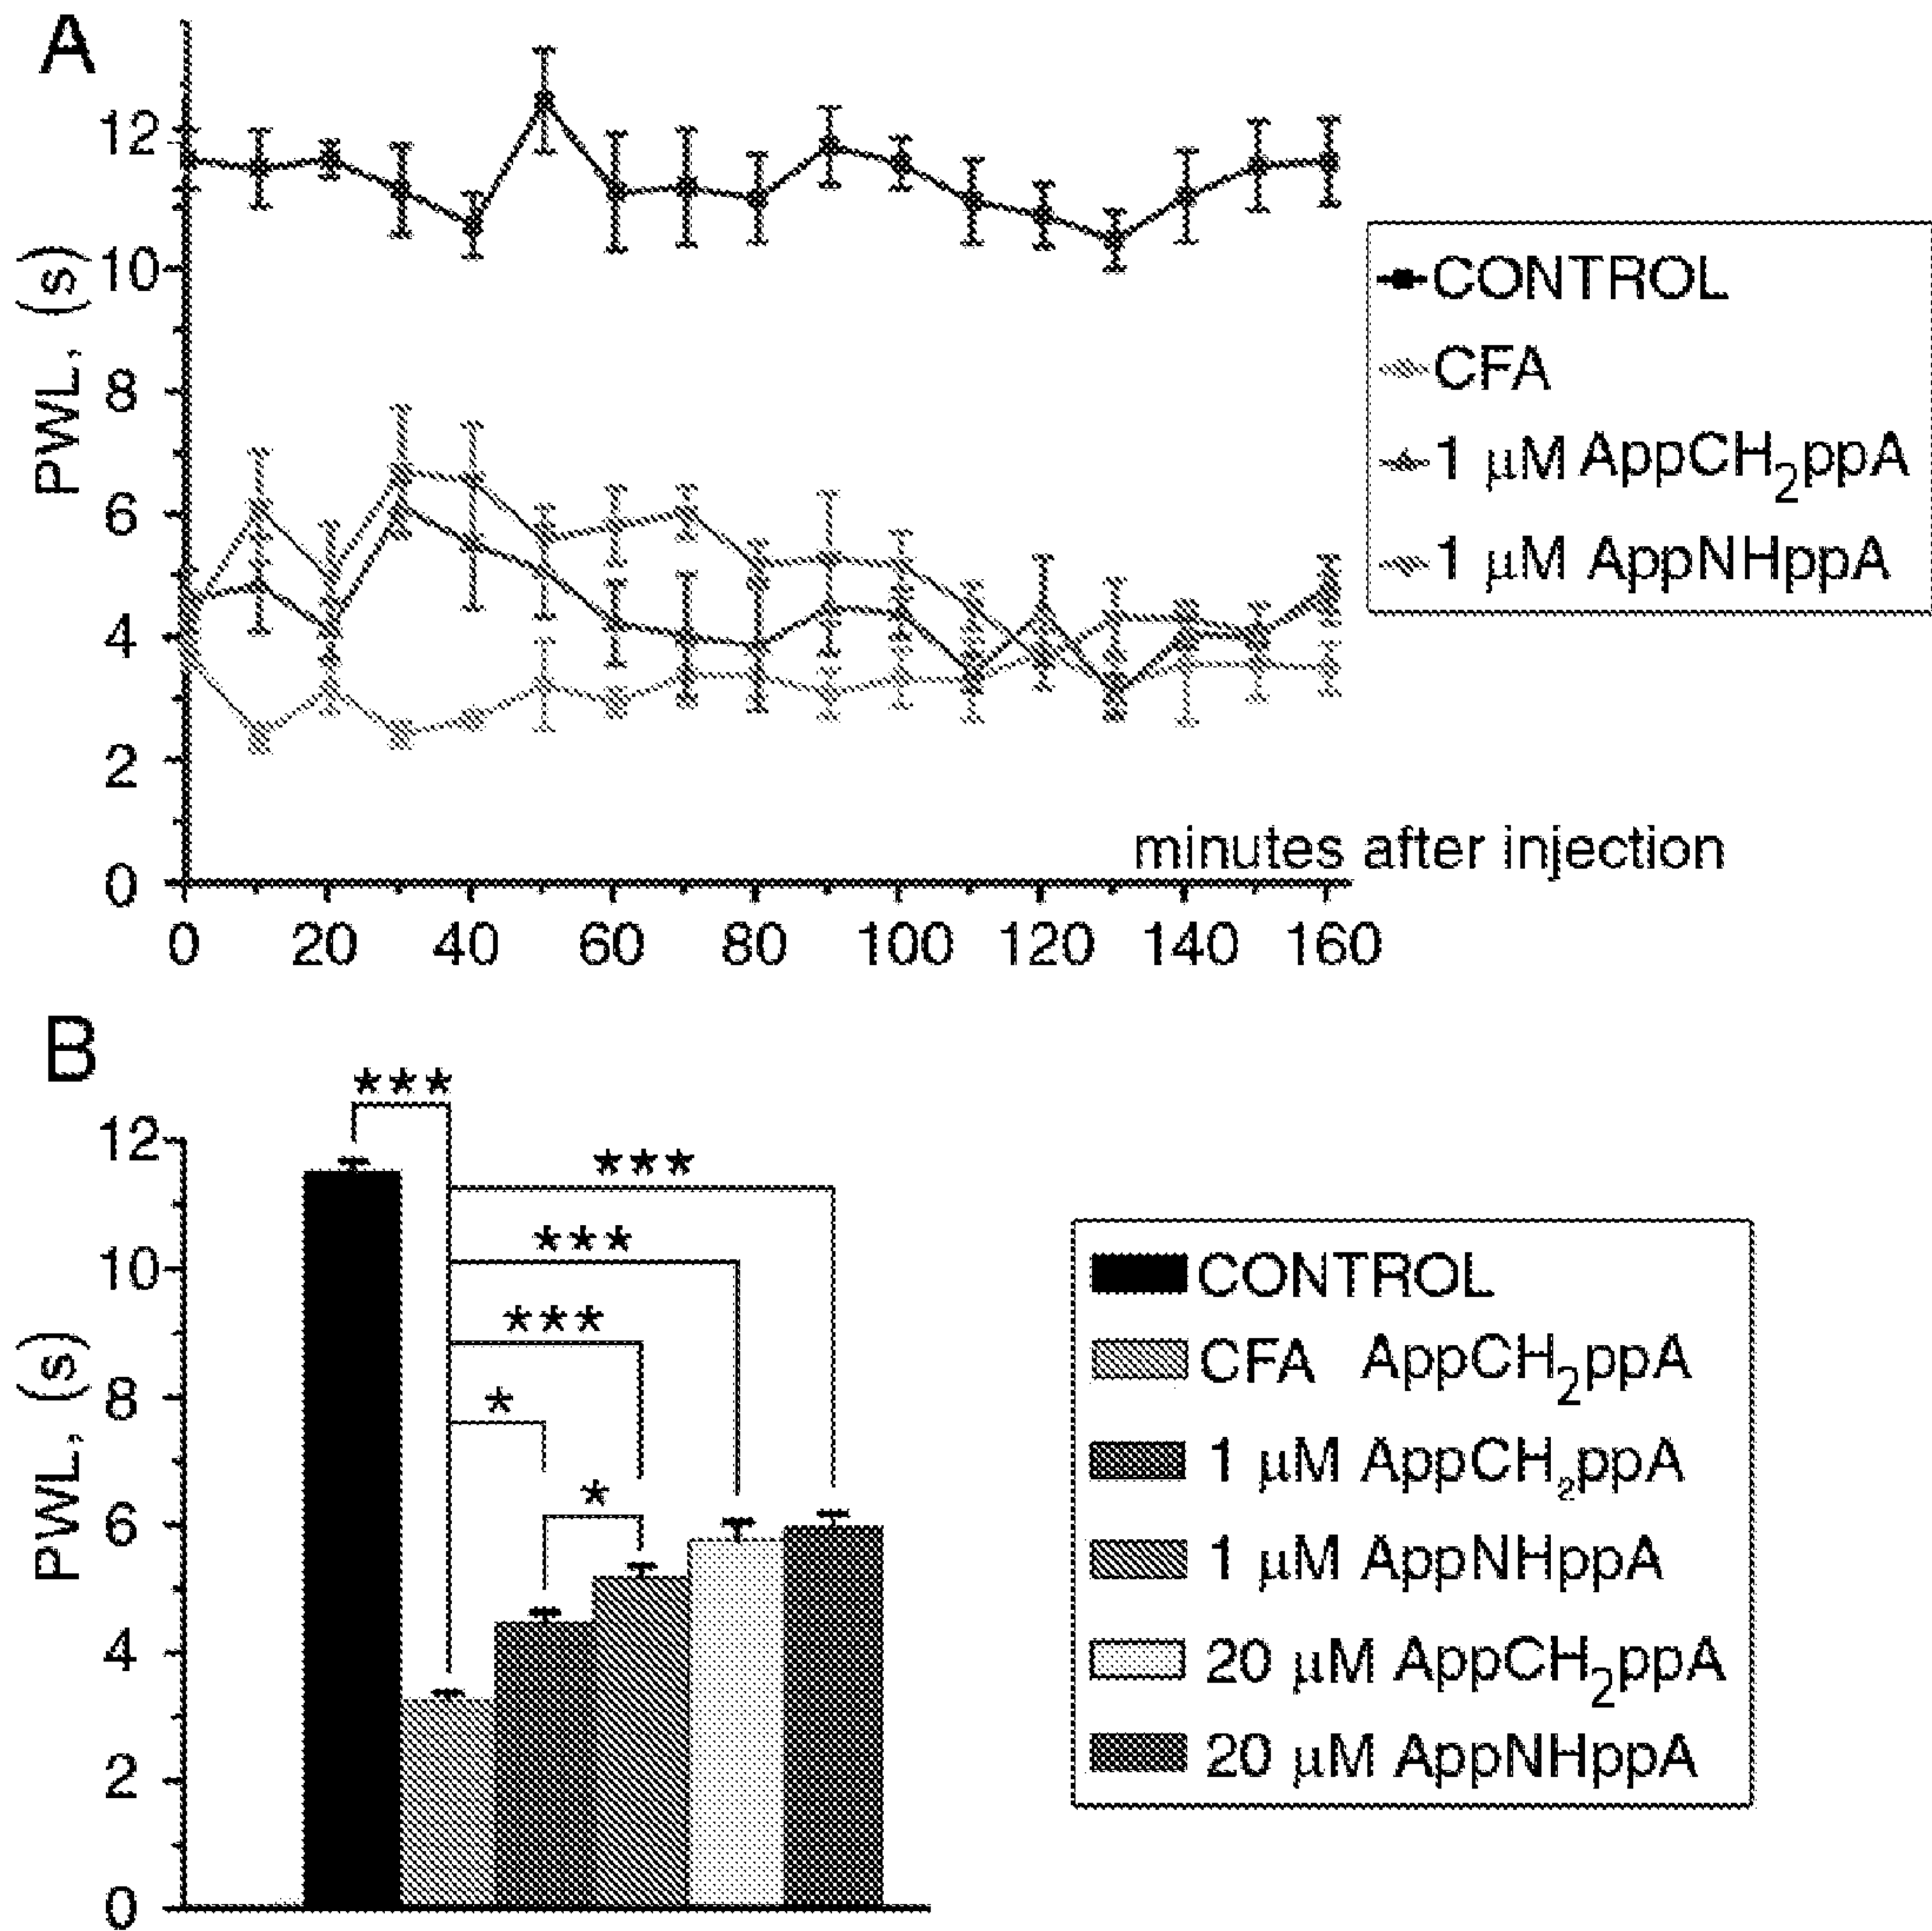 A
PWL, (s)
12
10
8
6
4
2
0
0 20 40 60 80 100 120 140 160
minutes after injection
CONTROL
CFA
1 μM AppCH₂ppA
1 μM AppNHppA
B
PWL, (s)
12
10
8
6
4
2
0
***
***
***
***
*
*
CONTROL
CFA AppCH₂ppA
1 μM AppCH₂ppA
1 μM AppNHppA
20 μM AppCH₂ppA
20 μM AppNHppA